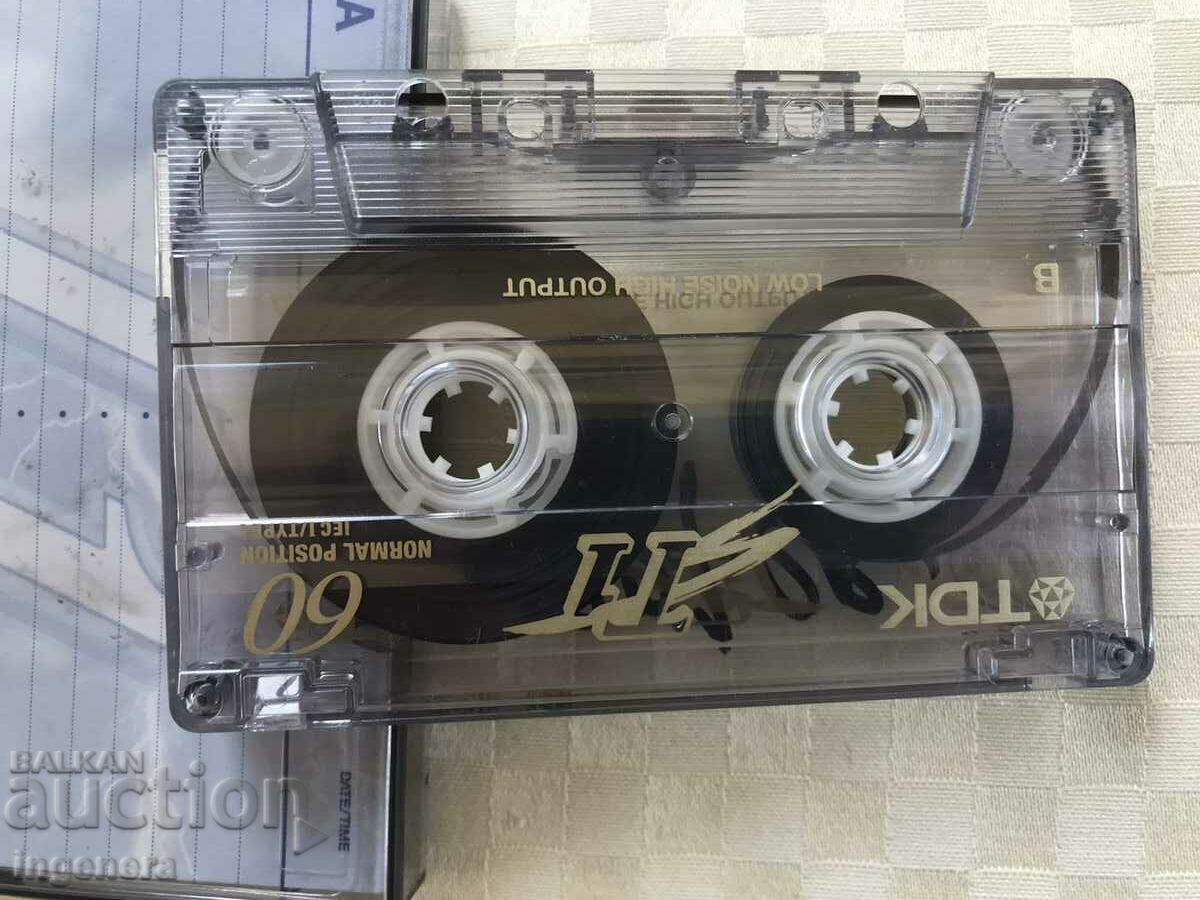 A
B
LOW NOISE HIGH OUTPUT
NORMAL POSITION
IEC I/TYPE I
60
TDK
DATE/TIME
BALKAN
auction
ingenera